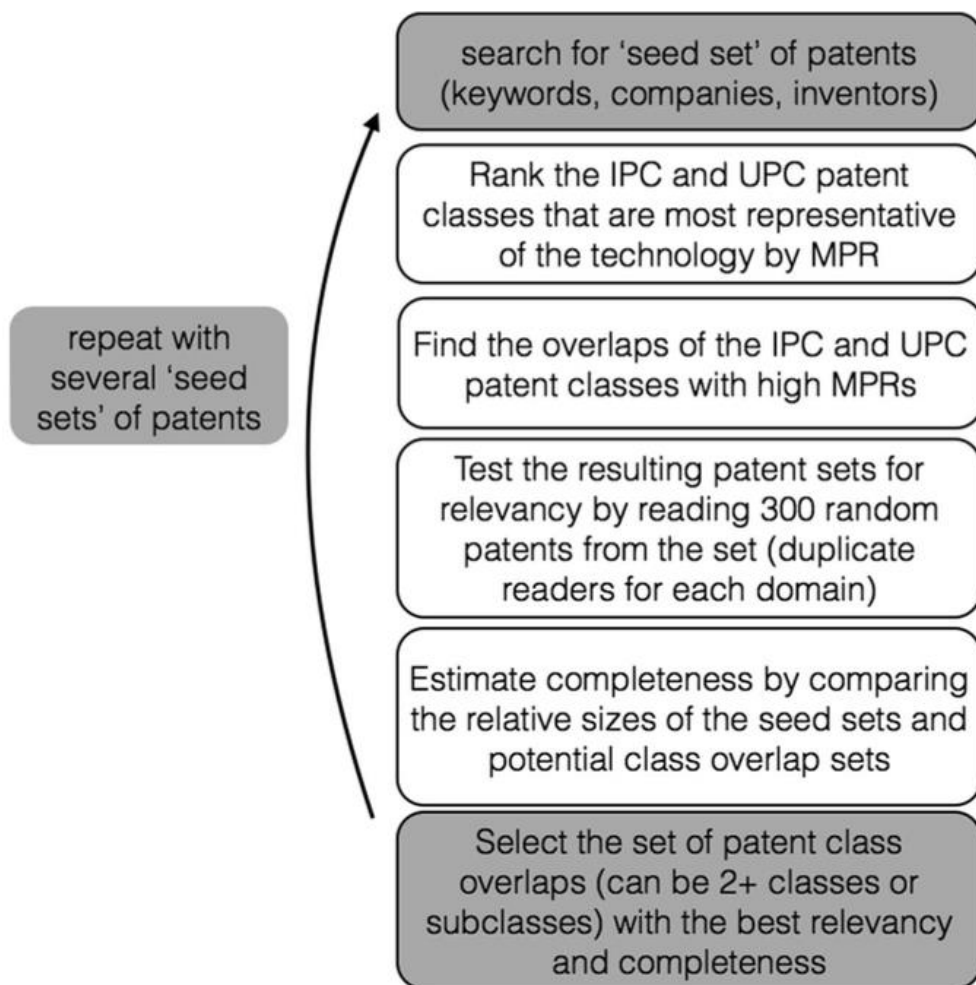 search for ‘seed set’ of patents
(keywords, companies, inventors)
Rank the IPC and UPC patent
classes that are most representative
of the technology by MPR
repeat with
several ‘seed
sets’ of patents
Find the overlaps of the IPC and UPC
patent classes with high MPRs
Test the resulting patent sets for
relevancy by reading 300 random
patents from the set (duplicate
readers for each domain)
Estimate completeness by comparing
the relative sizes of the seed sets and
potential class overlap sets
Select the set of patent class
overlaps (can be 2+ classes or
subclasses) with the best relevancy
and completeness